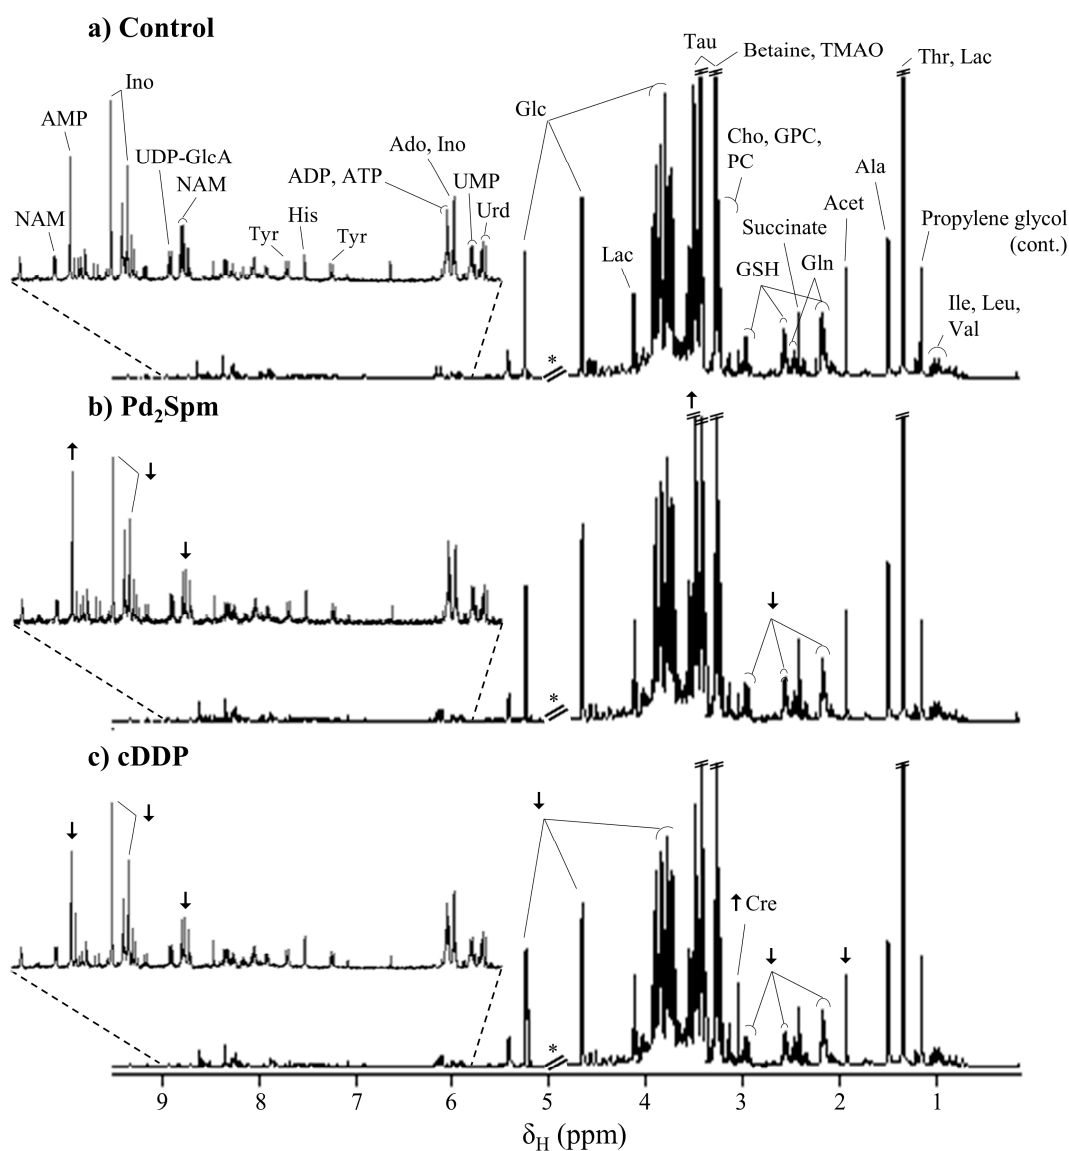 a) Control
Tau
Betaine, TMAO
Thr, Lac
Ino
Glc
AMP
Cho, GPC,
PC
Ado, Ino
UDP-GlcA
Ala
ADP, ATP
NAM
UMP
Acet
NAM
His
Urd
Propylene glycol
(cont.)
Tyr
Tyr
Succinate
Lac
GSH
Gln
Ile, Leu,
Val
*
↑
b) Pd₂Spm
↑
↓
↓
↓
*
c) cDDP
↓
↓
↓
↓
↑ Cre
↓
↓
*
9 8 7 6 5 4 3 2 1
δH (ppm)